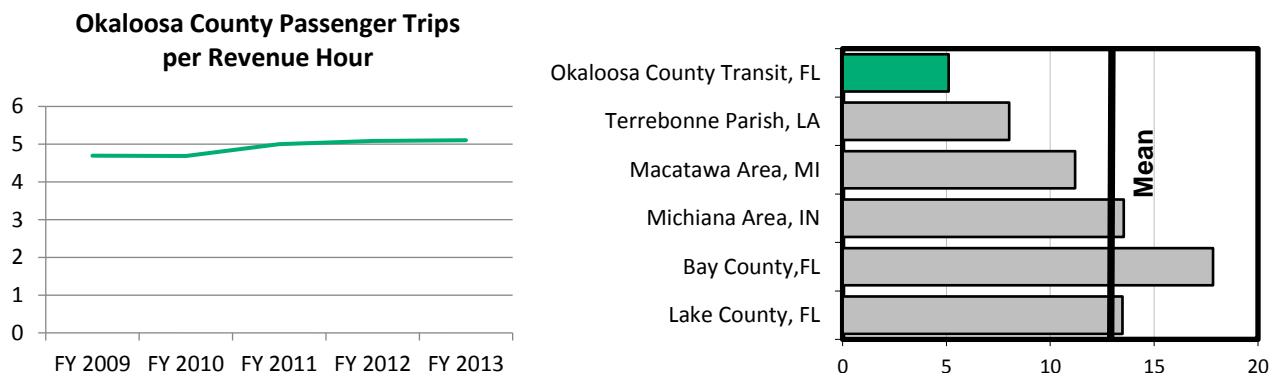 Okaloosa County Passenger Trips
per Revenue Hour
6
5
4
3
2
1
0
FY 2009 FY 2010 FY 2011 FY 2012 FY 2013
Okaloosa County Transit, FL
Terrebonne Parish, LA
Macatawa Area, MI
Michiana Area, IN
Bay County,FL
Lake County, FL
Mean
0 5 10 15 20